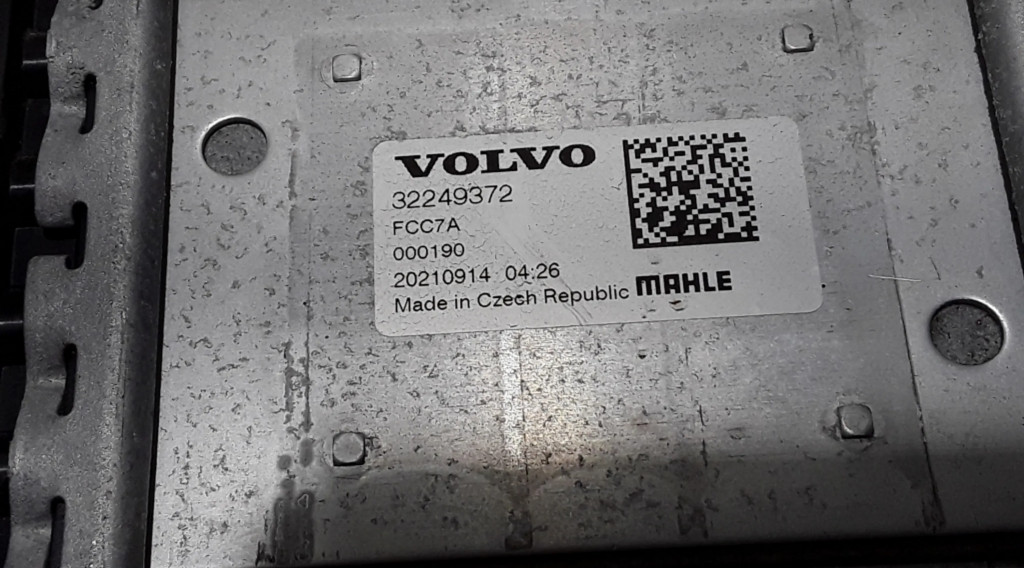 VOLVO
32249372
FCC7A
000190
20210914 04:26
Made in Czech Republic
MAHLE